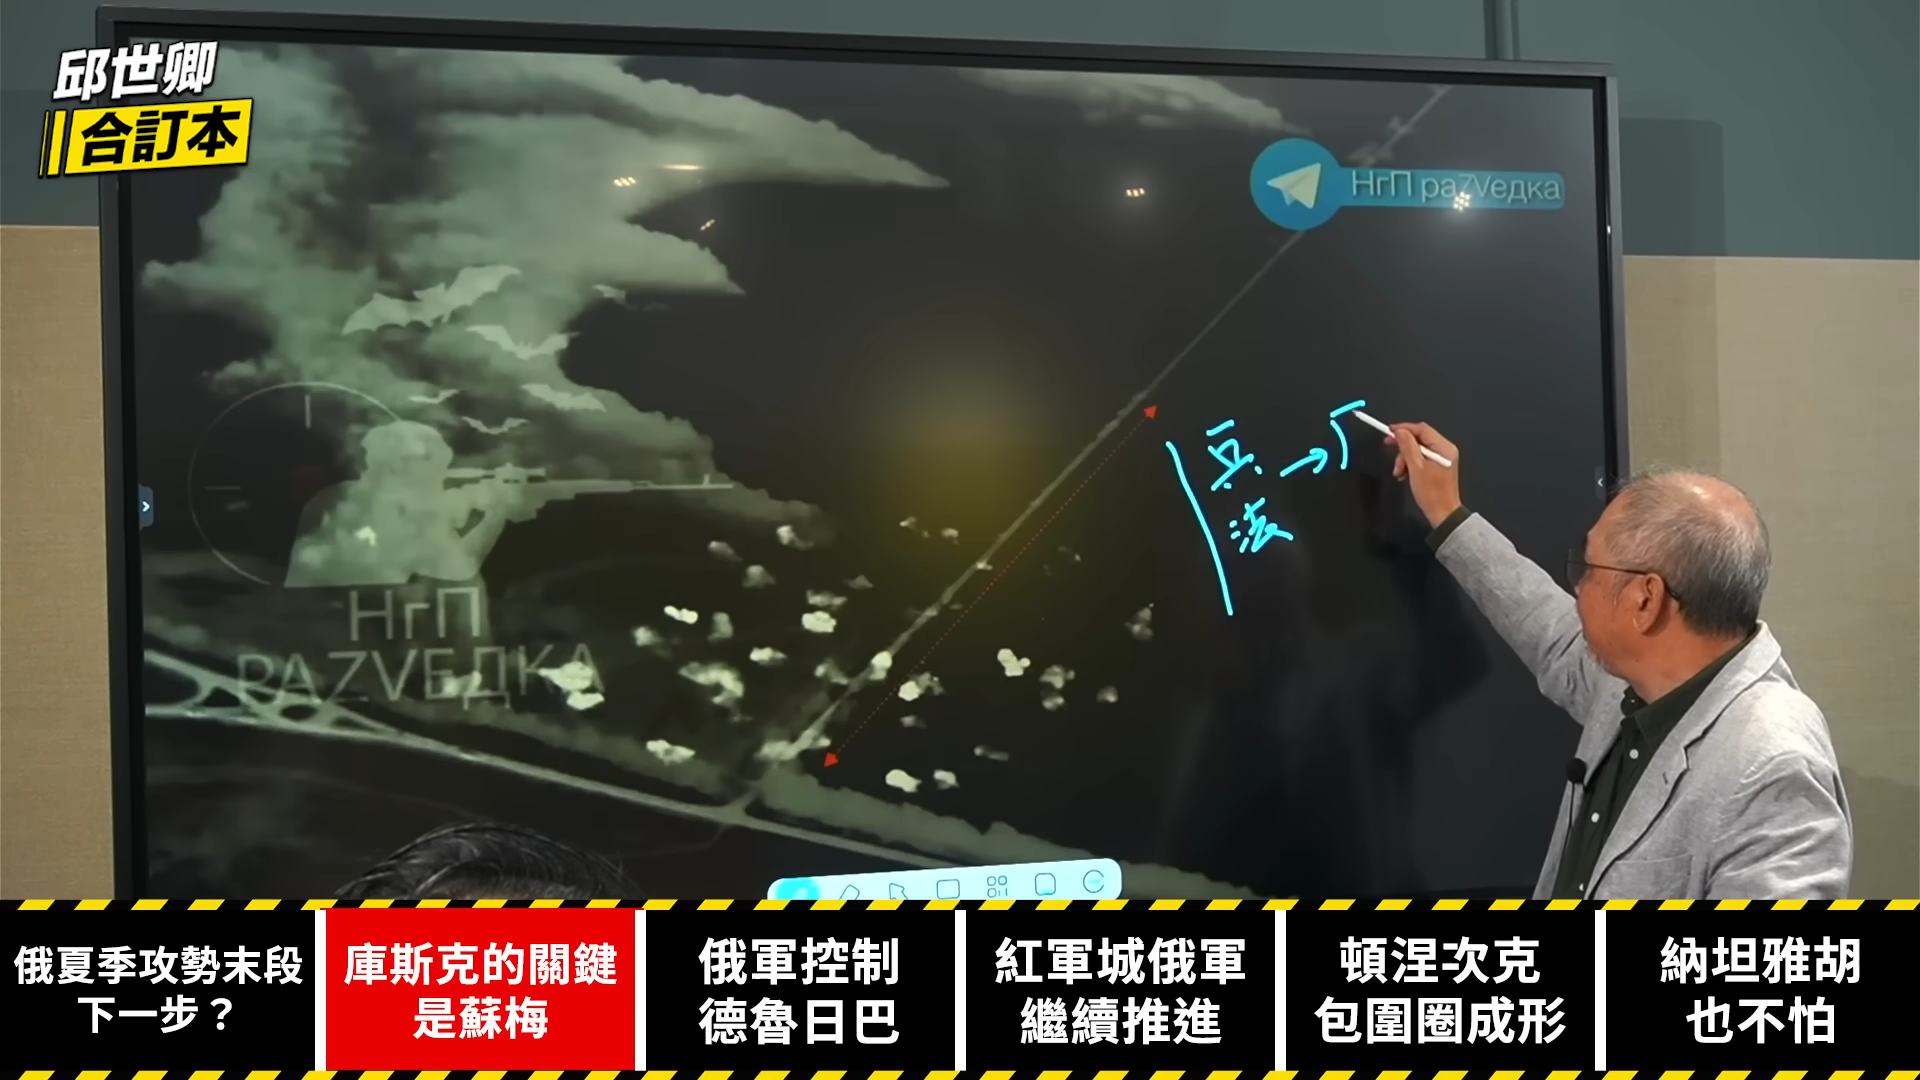 邱世卿
合訂本
НгП раZVедка
兵 →
法
НгП
РАZVЕДКА
俄夏季攻勢末段
下一步？
庫斯克的關鍵
是蘇梅
俄軍控制
德魯日巴
紅軍城俄軍
繼續推進
頓涅次克
包圍圈成形
納坦雅胡
也不怕